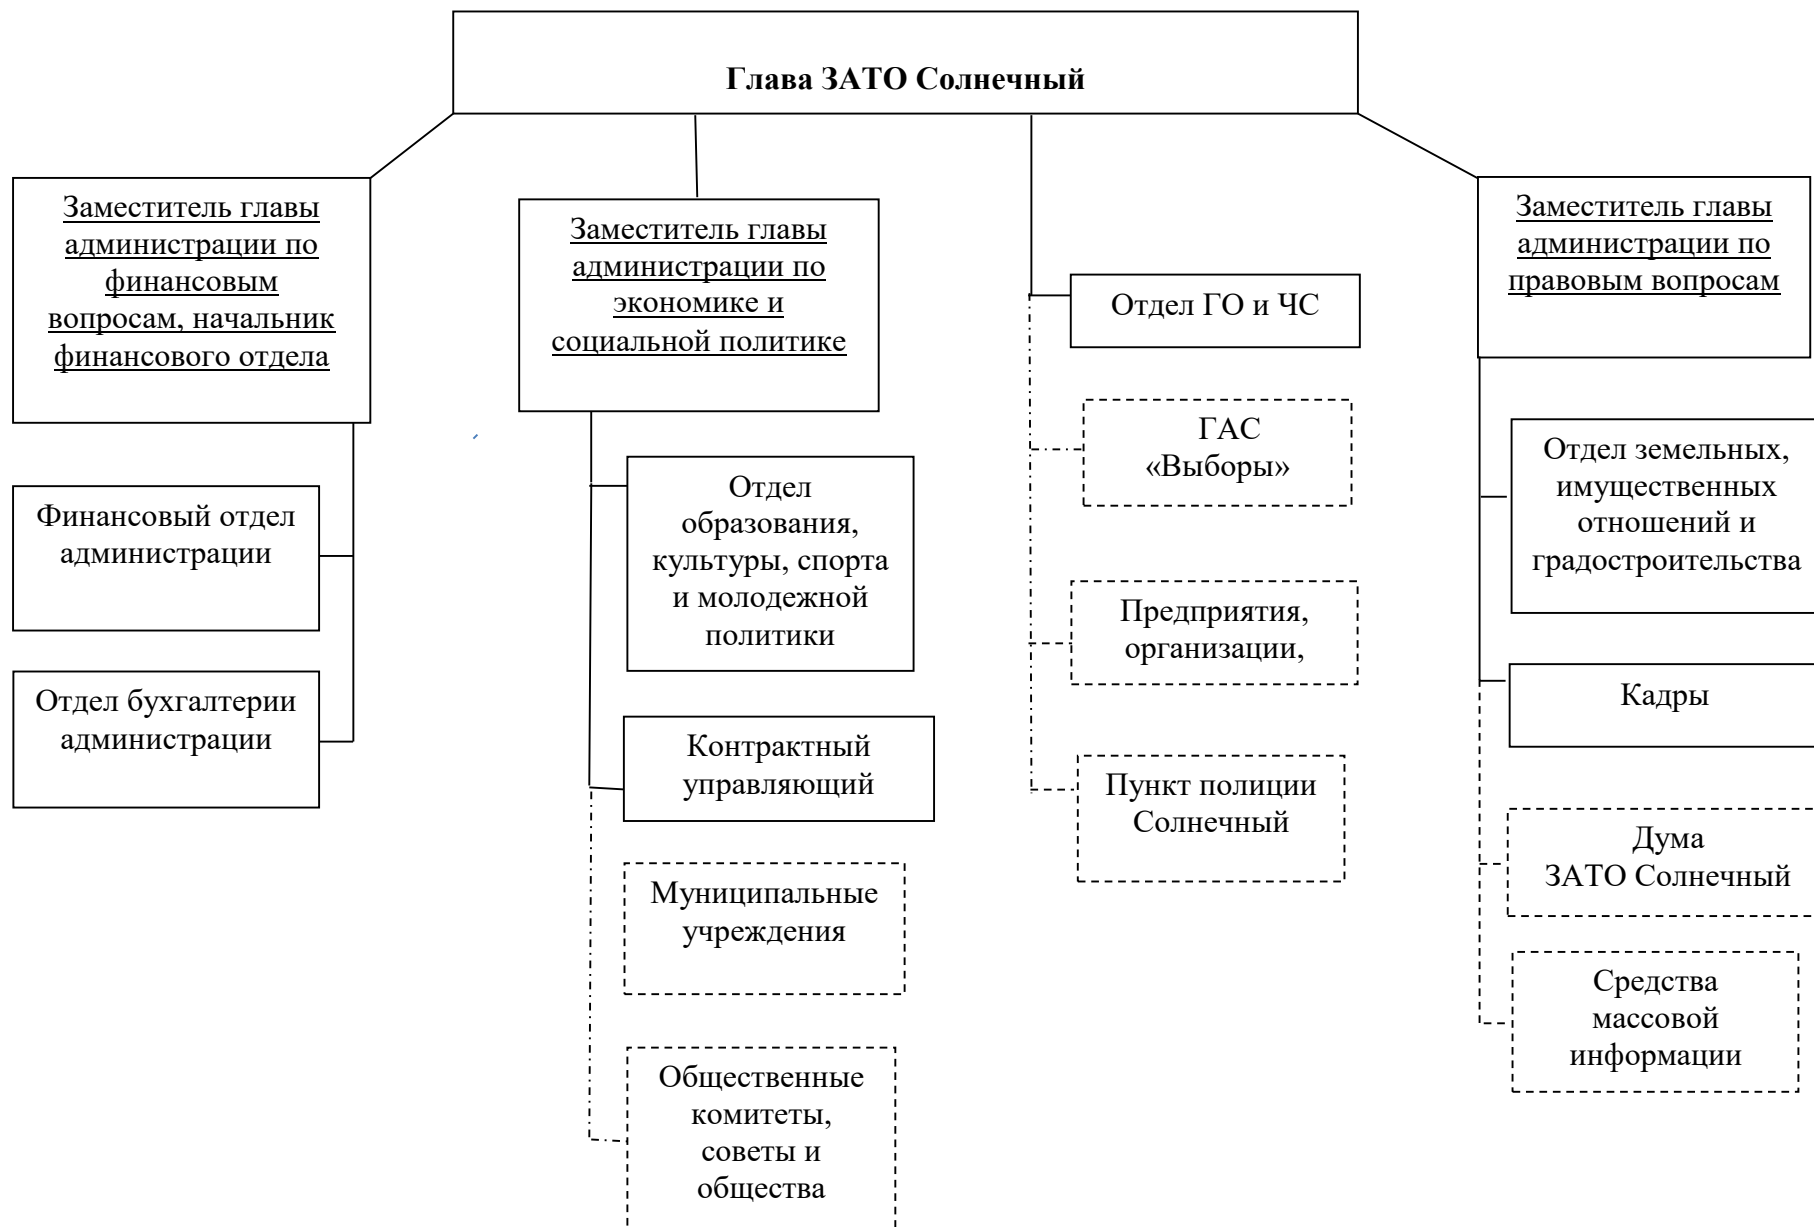 Глава ЗАТО Солнечный
Заместитель главы
администрации по
финансовым
вопросам, начальник
финансового отдела
Финансовый отдел
администрации
Отдел бухгалтерии
администрации
Заместитель главы
администрации по
экономике и
социальной политике
Отдел
образования,
культуры, спорта
и молодежной
политики
Контрактный
управляющий
Муниципальные
учреждения
Общественные
комитеты,
советы и
общества
Отдел ГО и ЧС
ГАС
«Выборы»
Предприятия,
организации,
Пункт полиции
Солнечный
Заместитель главы
администрации по
правовым вопросам
Отдел земельных,
имущественных
отношений и
градостроительства
Кадры
Дума
ЗАТО Солнечный
Средства
массовой
информации